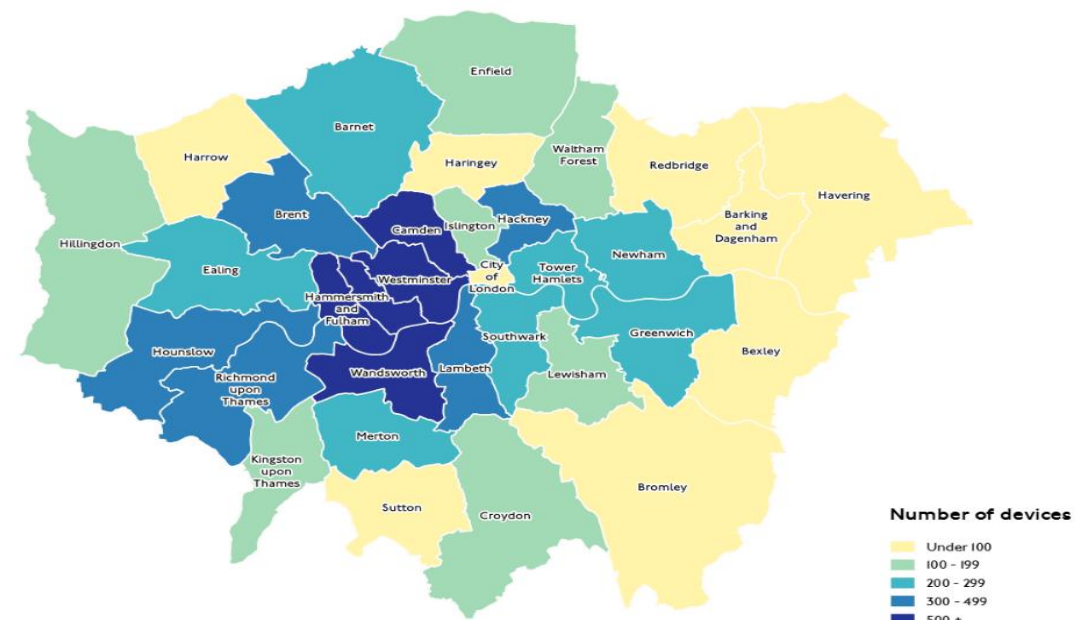 Enfield
Barnet
Waltham
Forest
Harrow
Haringey
Redbridge
Havering
Brent
Camden
Islington
Hackney
Barking
and
Dagenham
Hillingdon
Ealing
Westminster
City
of
London
Tower
Hamlets
Newham
Hammersmith
and
Fulham
Southwark
Greenwich
Hounslow
Wandsworth
Lambeth
Lewisham
Bexley
Richmond
upon
Thames
Merton
Kingston
upon
Thames
Sutton
Croydon
Bromley
Number of devices
Under 100
100 - 199
200 - 299
300 - 499
500 +